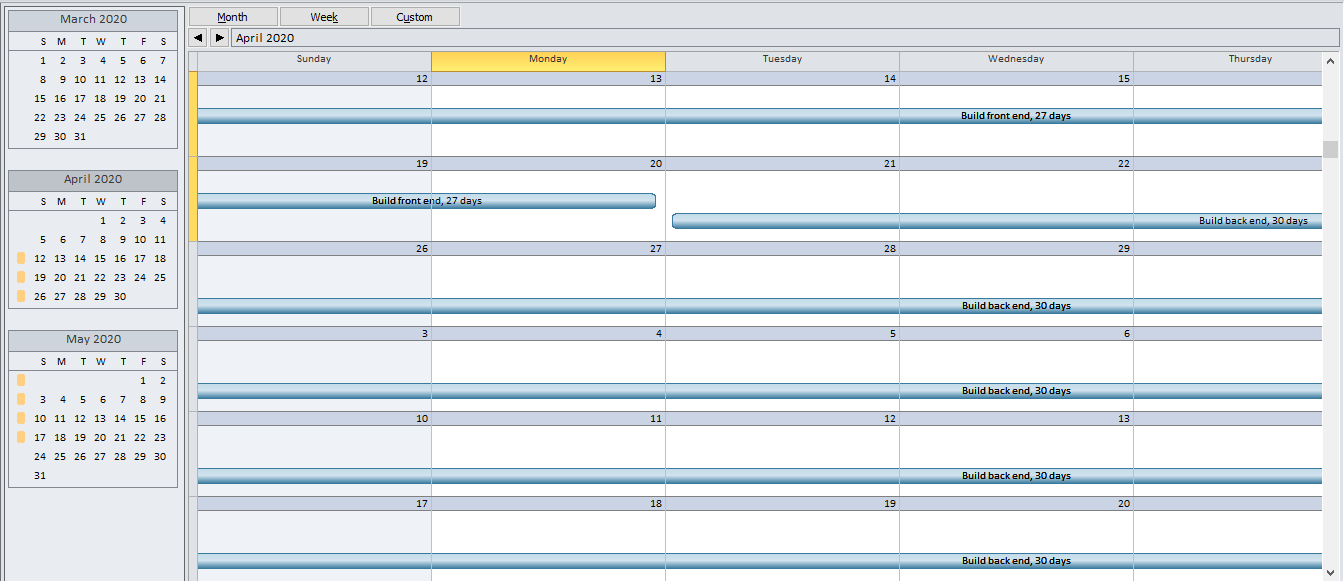 March 2020
S M T W T F S
1 2 3 4 5 6 7
8 9 10 11 12 13 14
15 16 17 18 19 20 21
22 23 24 25 26 27 28
29 30 31
April 2020
S M T W T F S
1 2 3 4
5 6 7 8 9 10 11
12 13 14 15 16 17 18
19 20 21 22 23 24 25
26 27 28 29 30
May 2020
S M T W T F S
1 2
3 4 5 6 7 8 9
10 11 12 13 14 15 16
17 18 19 20 21 22 23
24 25 26 27 28 29 30
31
Month Week Custom
April 2020
Sunday Monday Tuesday Wednesday Thursday
12 13 14 15
Build front end, 27 days
19 20 21 22
Build front end, 27 days
Build back end, 30 days
26 27 28 29
Build back end, 30 days
3 4 5 6
Build back end, 30 days
10 11 12 13
Build back end, 30 days
17 18 19 20
Build back end, 30 days